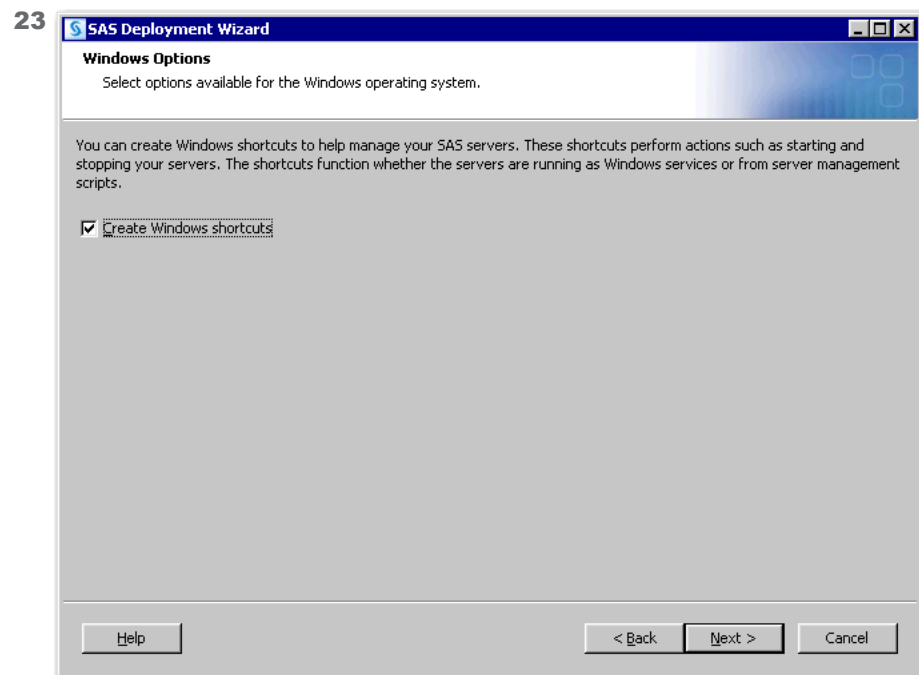 23
SAS Deployment Wizard
Windows Options
Select options available for the Windows operating system.
You can create Windows shortcuts to help manage your SAS servers. These shortcuts perform actions such as starting and
stopping your servers. The shortcuts function whether the servers are running as Windows services or from server management
scripts.
Create Windows shortcuts
Help
< Back
Next >
Cancel